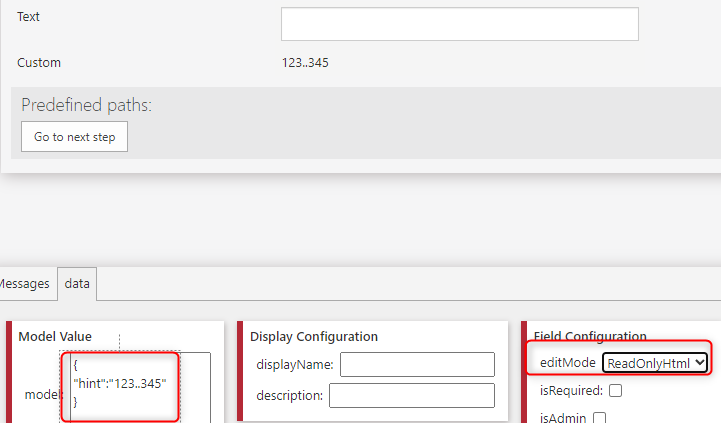 Text
Custom
123..345
Predefined paths:
Go to next step
Messages
data
Model Value
model:
{
"hint":"123..345"
}
Display Configuration
displayName:
description:
Field Configuration
editMode
ReadOnlyHtml
isRequired:
isAdmin